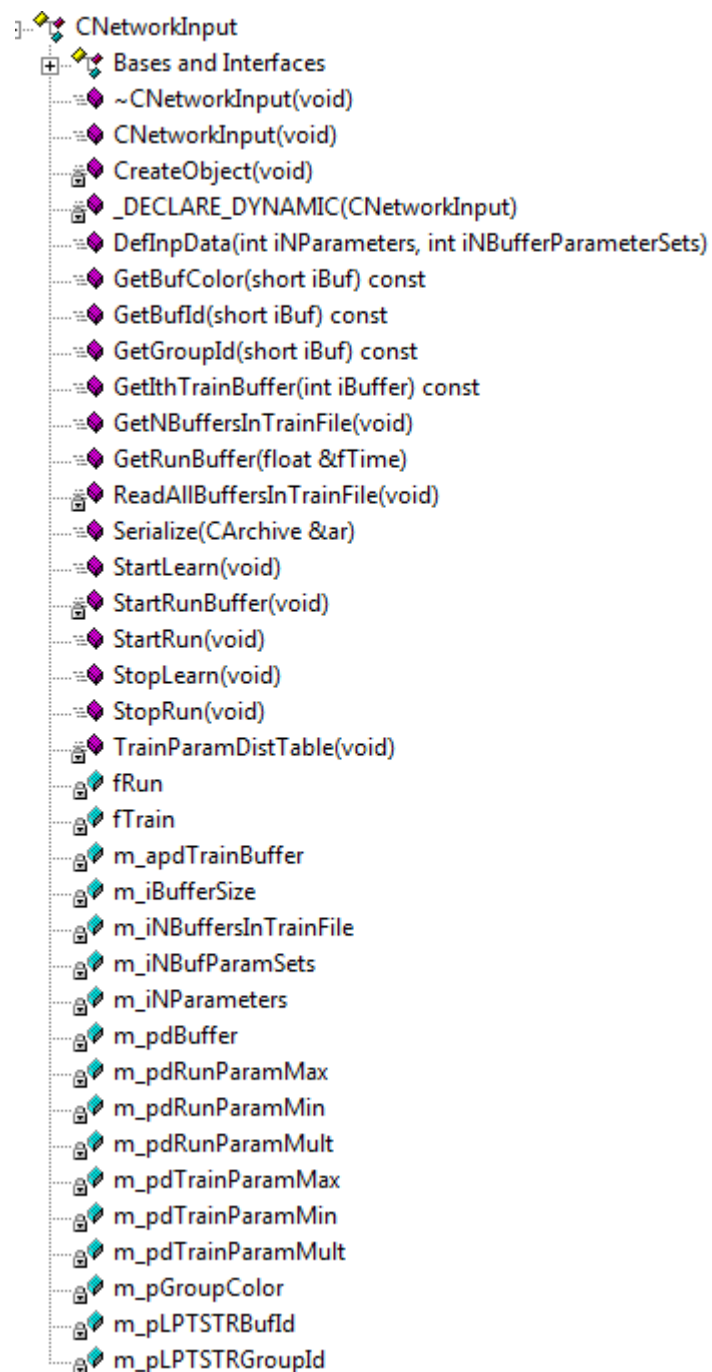 CNetworkInput
Bases and Interfaces
~CNetworkInput(void)
CNetworkInput(void)
CreateObject(void)
_DECLARE_DYNAMIC(CNetworkInput)
DefInpData(int iNParameters, int iNBufferParameterSets)
GetBufColor(short iBuf) const
GetBufId(short iBuf) const
GetGroupId(short iBuf) const
GetIthTrainBuffer(int iBuffer) const
GetNBuffersInTrainFile(void)
GetRunBuffer(float &fTime)
ReadAllBuffersInTrainFile(void)
Serialize(CArchive &ar)
StartLearn(void)
StartRunBuffer(void)
StartRun(void)
StopLearn(void)
StopRun(void)
TrainParamDistTable(void)
fRun
fTrain
m_apdTrainBuffer
m_iBufferSize
m_iNBuffersInTrainFile
m_iNBufParamSets
m_iNParameters
m_pdBuffer
m_pdRunParamMax
m_pdRunParamMin
m_pdRunParamMult
m_pdTrainParamMax
m_pdTrainParamMin
m_pdTrainParamMult
m_pGroupColor
m_pLPTSTRBufId
m_pLPTSTRGroupId